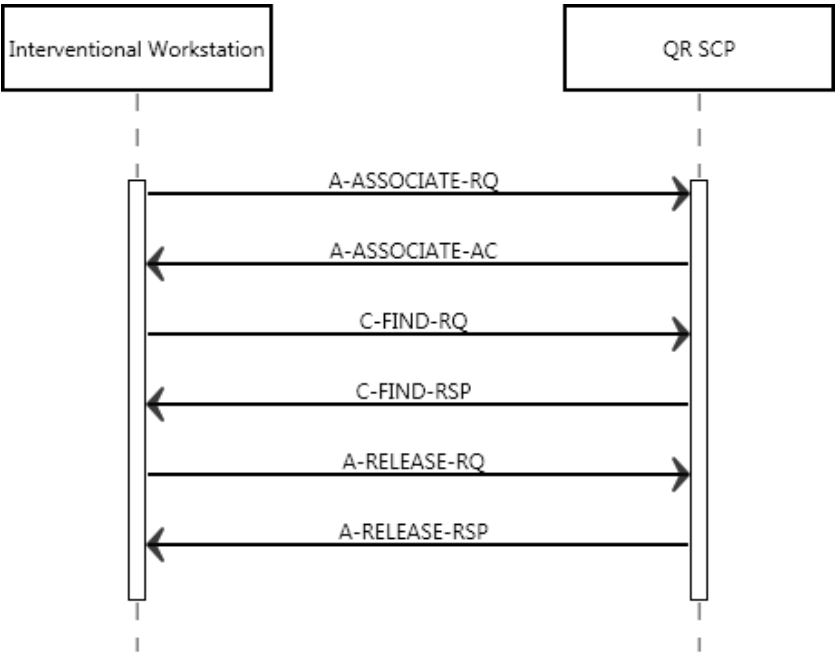 Interventional Workstation
QR SCP
A-ASSOCIATE-RQ
A-ASSOCIATE-AC
C-FIND-RQ
C-FIND-RSP
A-RELEASE-RQ
A-RELEASE-RSP